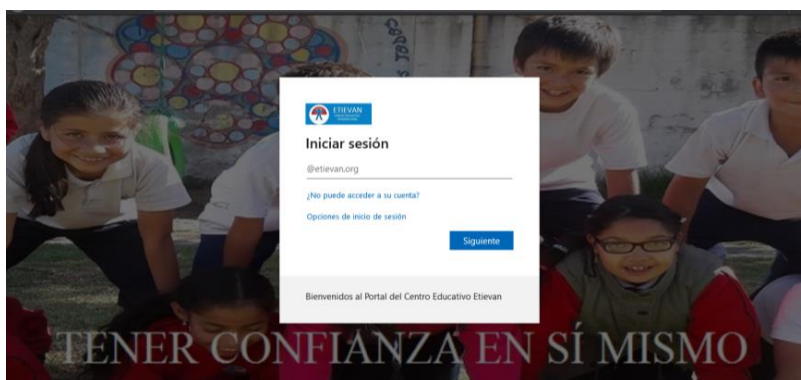 TODOS
ETIEVAN
Iniciar sesión
@etievan.org
¿No puede acceder a su cuenta?
Opciones de inicio de sesión
Siguiente
Bienvenidos al Portal del Centro Educativo Etievan
TENER CONFIANZA EN SÍ MISMO